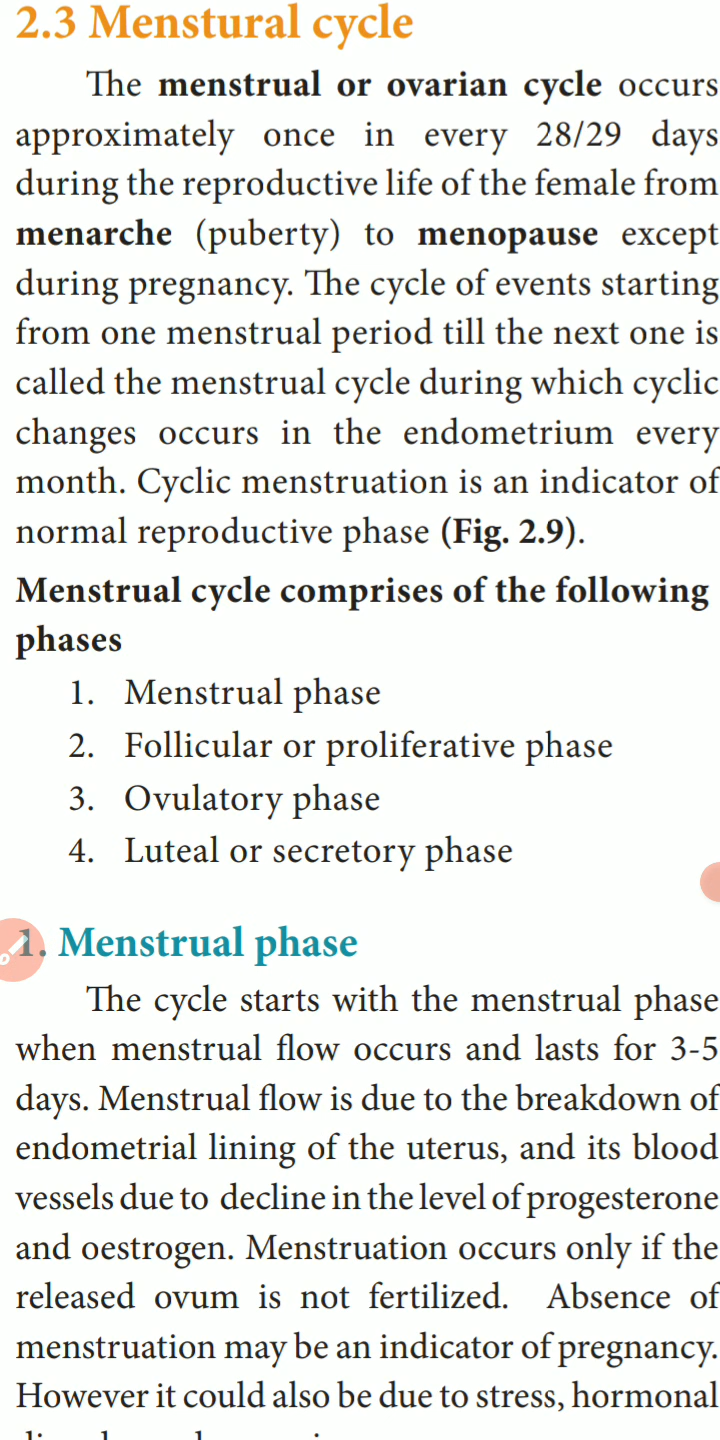 2.3 Menstural cycle
The menstrual or ovarian cycle occurs
approximately once in every 28/29 days
during the reproductive life of the female from
menarche (puberty) to menopause except
during pregnancy. The cycle of events starting
from one menstrual period till the next one is
called the menstrual cycle during which cyclic
changes occurs in the endometrium every
month. Cyclic menstruation is an indicator of
normal reproductive phase (Fig. 2.9).
Menstrual cycle comprises of the following
phases
1. Menstrual phase
2. Follicular or proliferative phase
3. Ovulatory phase
4. Luteal or secretory phase
1. Menstrual phase
The cycle starts with the menstrual phase
when menstrual flow occurs and lasts for 3-5
days. Menstrual flow is due to the breakdown of
endometrial lining of the uterus, and its blood
vessels due to decline in the level of progesterone
and oestrogen. Menstruation occurs only if the
released ovum is not fertilized. Absence of
menstruation may be an indicator of pregnancy.
However it could also be due to stress, hormonal